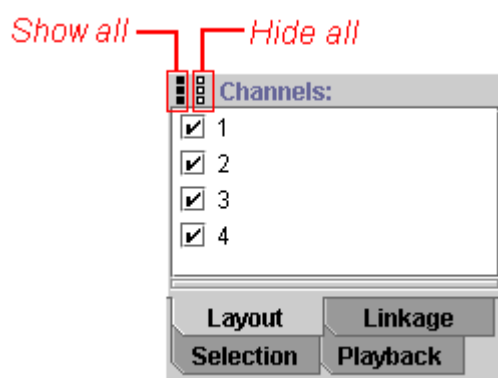 Show all Hide all
Channels:
1
2
3
4
Layout Linkage
Selection Playback